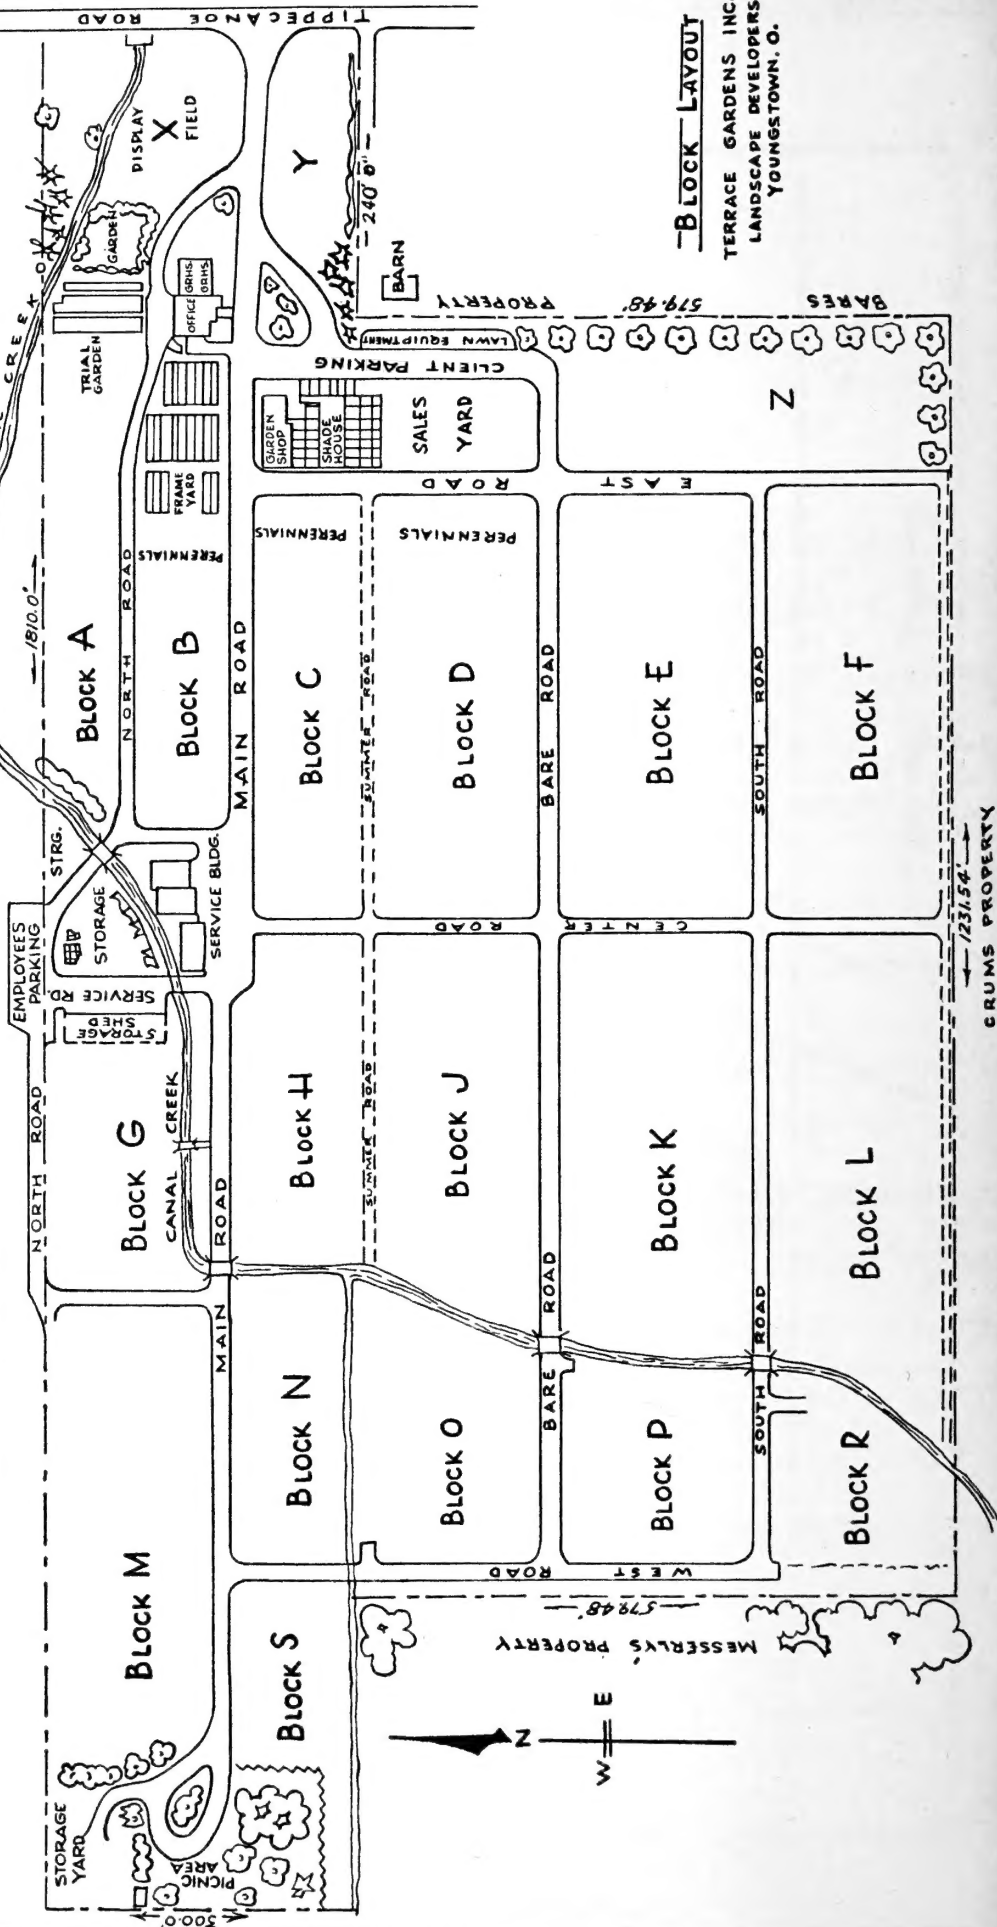 BLOCK LAYOUT
TERRACE GARDENS INC.
LANDSCAPE DEVELOPERS
YOUNGSTOWN, O.
TIPPECANOE ROAD
CREEK
DISPLAY
X
FIELD
GARDEN
TRIAL
GARDEN
OFFICE
GRHS.
GRHS.
Y
240' 0"
BARN
BARES PROPERTY
579.48'
LAWN EQUIPTMENT
CLIENT PARKING
Z
GARDEN
SHOP
SHADE
HOUSE
SALES
YARD
FRAME
YARD
EAST ROAD
PERENNIALS
PERENNIALS
PERENNIALS
1810.0'
BLOCK A
NORTH ROAD
BLOCK B
MAIN ROAD
BLOCK C
SUMMER ROAD
BLOCK D
BARE ROAD
BLOCK E
SOUTH ROAD
BLOCK F
STRG.
STORAGE
SERVICE BLDG.
EMPLOYEES
PARKING
SERVICE RD.
STORAGE
SHED
CENTER ROAD
1231.54'
CRUMS PROPERTY
NORTH ROAD
BLOCK G
CANAL CREEK
MAIN ROAD
BLOCK H
SUMMER ROAD
BLOCK J
BARE ROAD
BLOCK K
SOUTH ROAD
BLOCK L
BLOCK M
BLOCK N
BLOCK O
BLOCK P
BLOCK R
WEST ROAD
579.48'
MESSERLY'S PROPERTY
BLOCK S
STORAGE
YARD
PICNIC
AREA
300.0'
N
W E